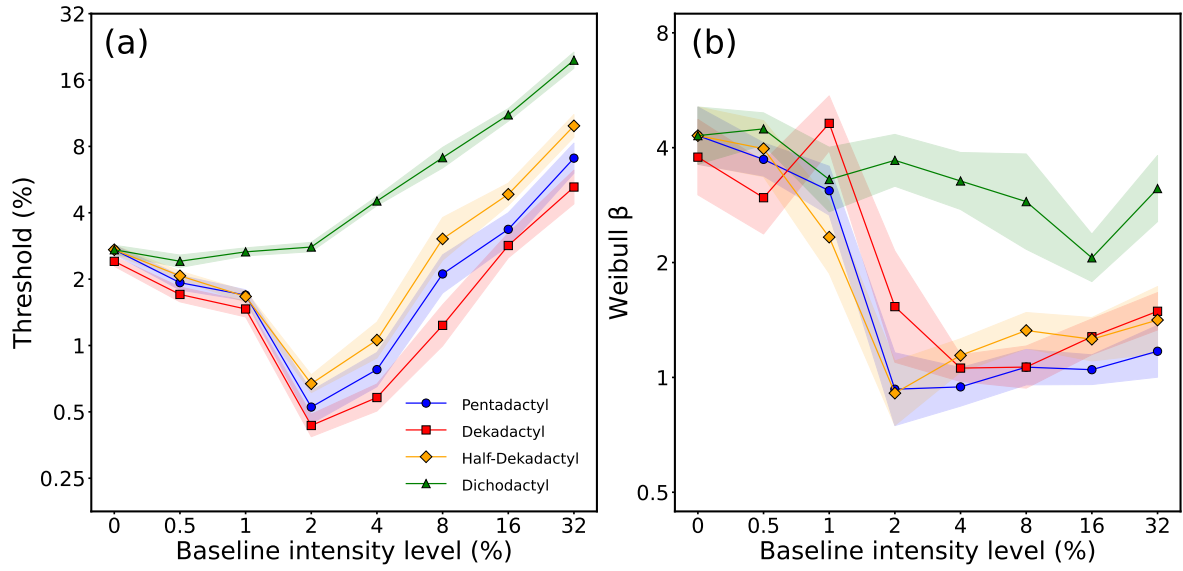 (a)
Threshold (%)
32
16
8
4
2
1
0.5
0.25
Pentadactyl
Dekadactyl
Half-Dekadactyl
Dichodactyl
0 0.5 1 2 4 8 16 32
Baseline intensity level (%)
(b)
Weibull β
8
4
2
1
0.5
0 0.5 1 2 4 8 16 32
Baseline intensity level (%)